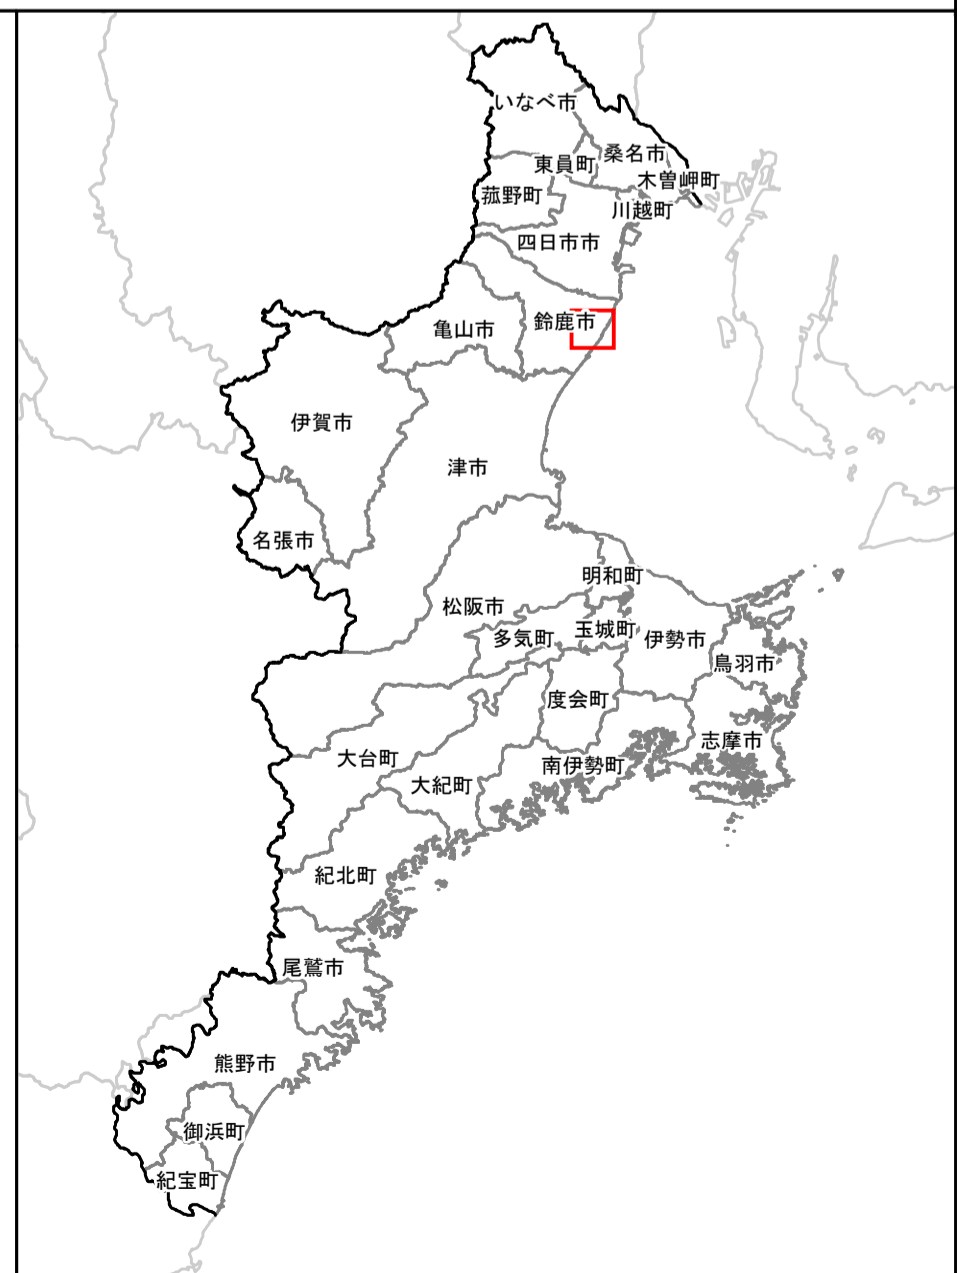 いなべ市
東員町
桑名市
木曽岬町
菰野町
川越町
四日市市
鈴鹿市
亀山市
伊賀市
津市
名張市
明和町
松阪市
多気町
玉城町
伊勢市
鳥羽市
度会町
志摩市
大台町
南伊勢町
大紀町
紀北町
尾鷲市
熊野市
御浜町
紀宝町